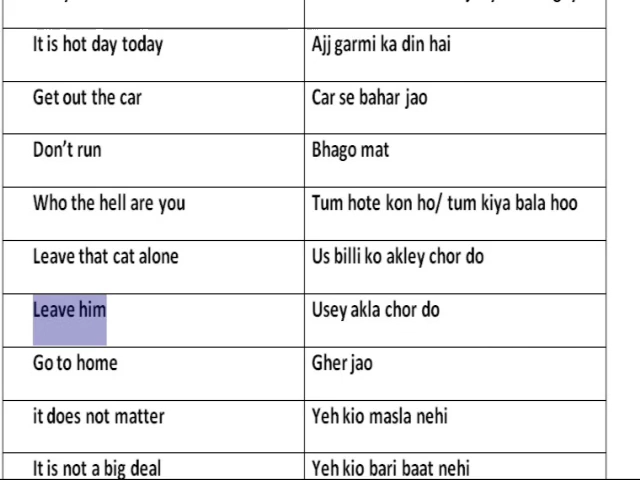 It is hot day today Ajj garmi ka din hai
Get out the car Car se bahar jao
Don't run Bhago mat
Who the hell are you Tum hote kon ho/ tum kiya bala hoo
Leave that cat alone Us billi ko akley chor do
Leave him Usey akla chor do
Go to home Gher jao
it does not matter Yeh kio masla nehi
It is not a big deal Yeh kio bari baat nehi